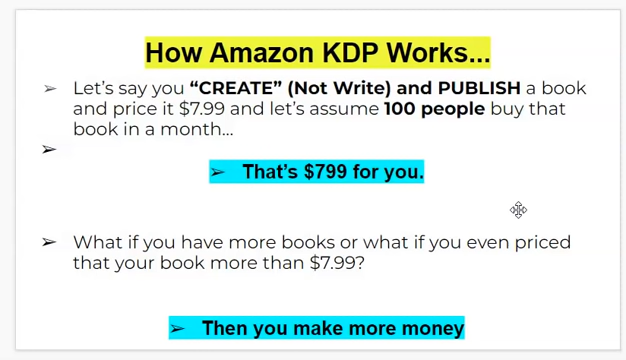 How Amazon KDP Works...
➢ Let’s say you “CREATE” (Not Write) and PUBLISH a book
and price it $7.99 and let’s assume 100 people buy that
book in a month...
➢
➢ That’s $799 for you.
➢ What if you have more books or what if you even priced
that your book more than $7.99?
➢ Then you make more money